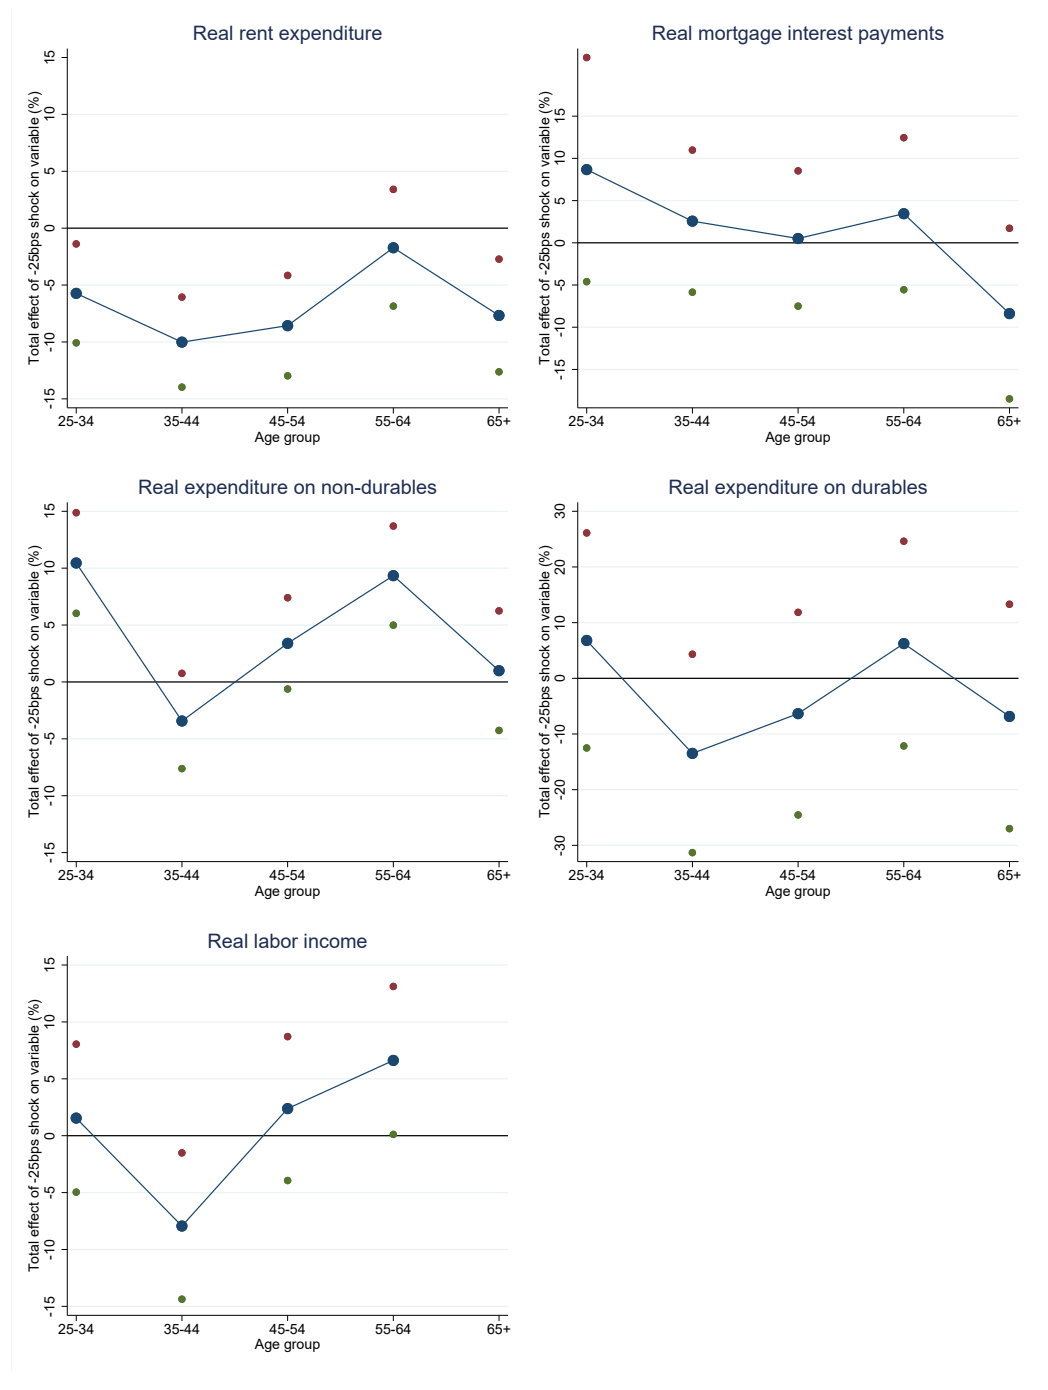 Real rent expenditure
Total effect of -25bps shock on variable (%)
15
10
5
0
-5
-10
-15
25-34 35-44 45-54 55-64 65+
Age group
Real mortgage interest payments
Total effect of -25bps shock on variable (%)
15
10
5
0
-5
-10
-15
25-34 35-44 45-54 55-64 65+
Age group
Real expenditure on non-durables
Total effect of -25bps shock on variable (%)
15
10
5
0
-5
-10
-15
25-34 35-44 45-54 55-64 65+
Age group
Real expenditure on durables
Total effect of -25bps shock on variable (%)
30
20
10
0
-10
-20
-30
25-34 35-44 45-54 55-64 65+
Age group
Real labor income
Total effect of -25bps shock on variable (%)
15
10
5
0
-5
-10
-15
25-34 35-44 45-54 55-64 65+
Age group